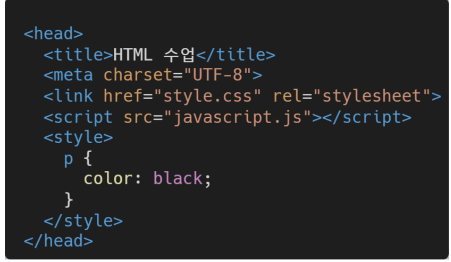 <head>
  <title>HTML 수업</title>
  <meta charset="UTF-8">
  <link href="style.css" rel="stylesheet">
  <script src="javascript.js"></script>
  <style>
    p {
      color: black;
    }
  </style>
</head>